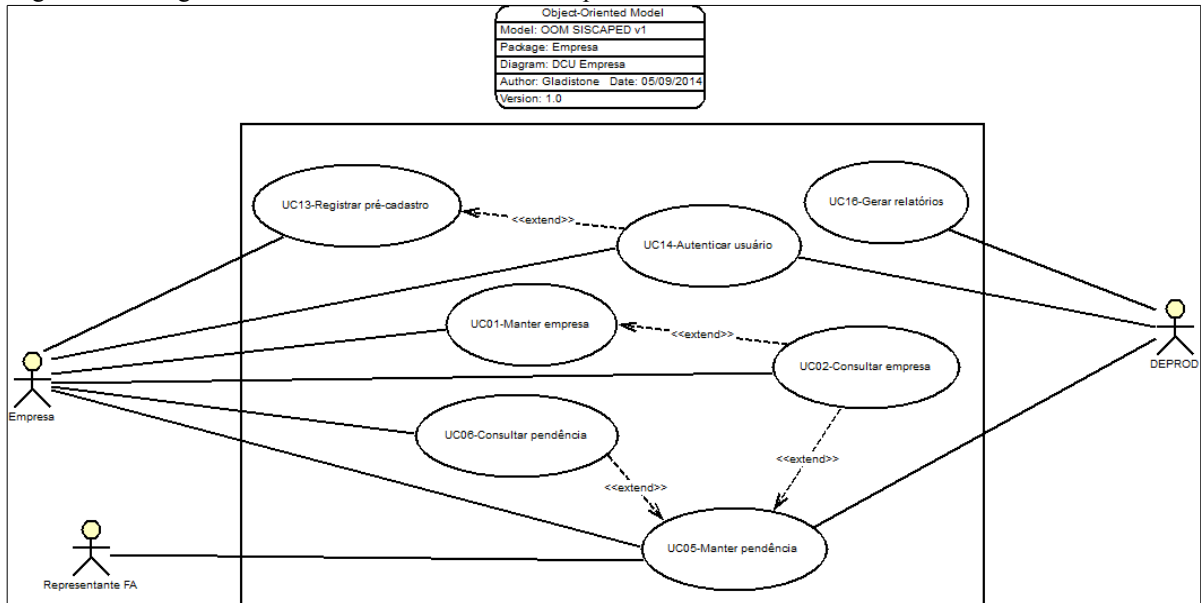 Object-Oriented Model
Model: OOM SISCAPED v1
Package: Empresa
Diagram: DCU Empresa
Author: Gladistone Date: 05/09/2014
Version: 1.0
UC13-Registrar pré-cadastro
UC16-Gerar relatórios
<<extend>>
UC14-Autenticar usuário
UC01-Manter empresa
<<extend>>
UC02-Consultar empresa
DEPROD
Empresa
UC06-Consultar pendência
<<extend>>
<<extend>>
UC05-Manter pendência
Representante FA